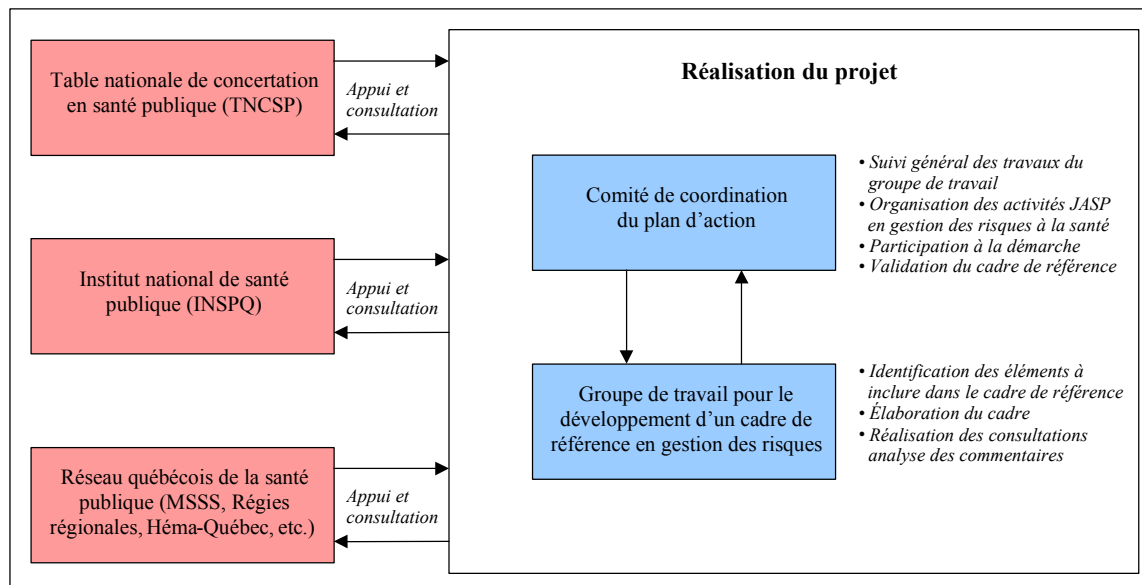 Table nationale de concertation
en santé publique (TNCSP)
Appui et
consultation
Institut national de santé
publique (INSPQ)
Appui et
consultation
Réseau québécois de la santé
publique (MSSS, Régies
régionales, Héma-Québec, etc.)
Appui et
consultation
Réalisation du projet
Comité de coordination
du plan d’action
• Suivi général des travaux du
groupe de travail
• Organisation des activités JASP
en gestion des risques à la santé
• Participation à la démarche
• Validation du cadre de référence
Groupe de travail pour le
développement d’un cadre de
référence en gestion des risques
• Identification des éléments à
inclure dans le cadre de référence
• Élaboration du cadre
• Réalisation des consultations
analyse des commentaires